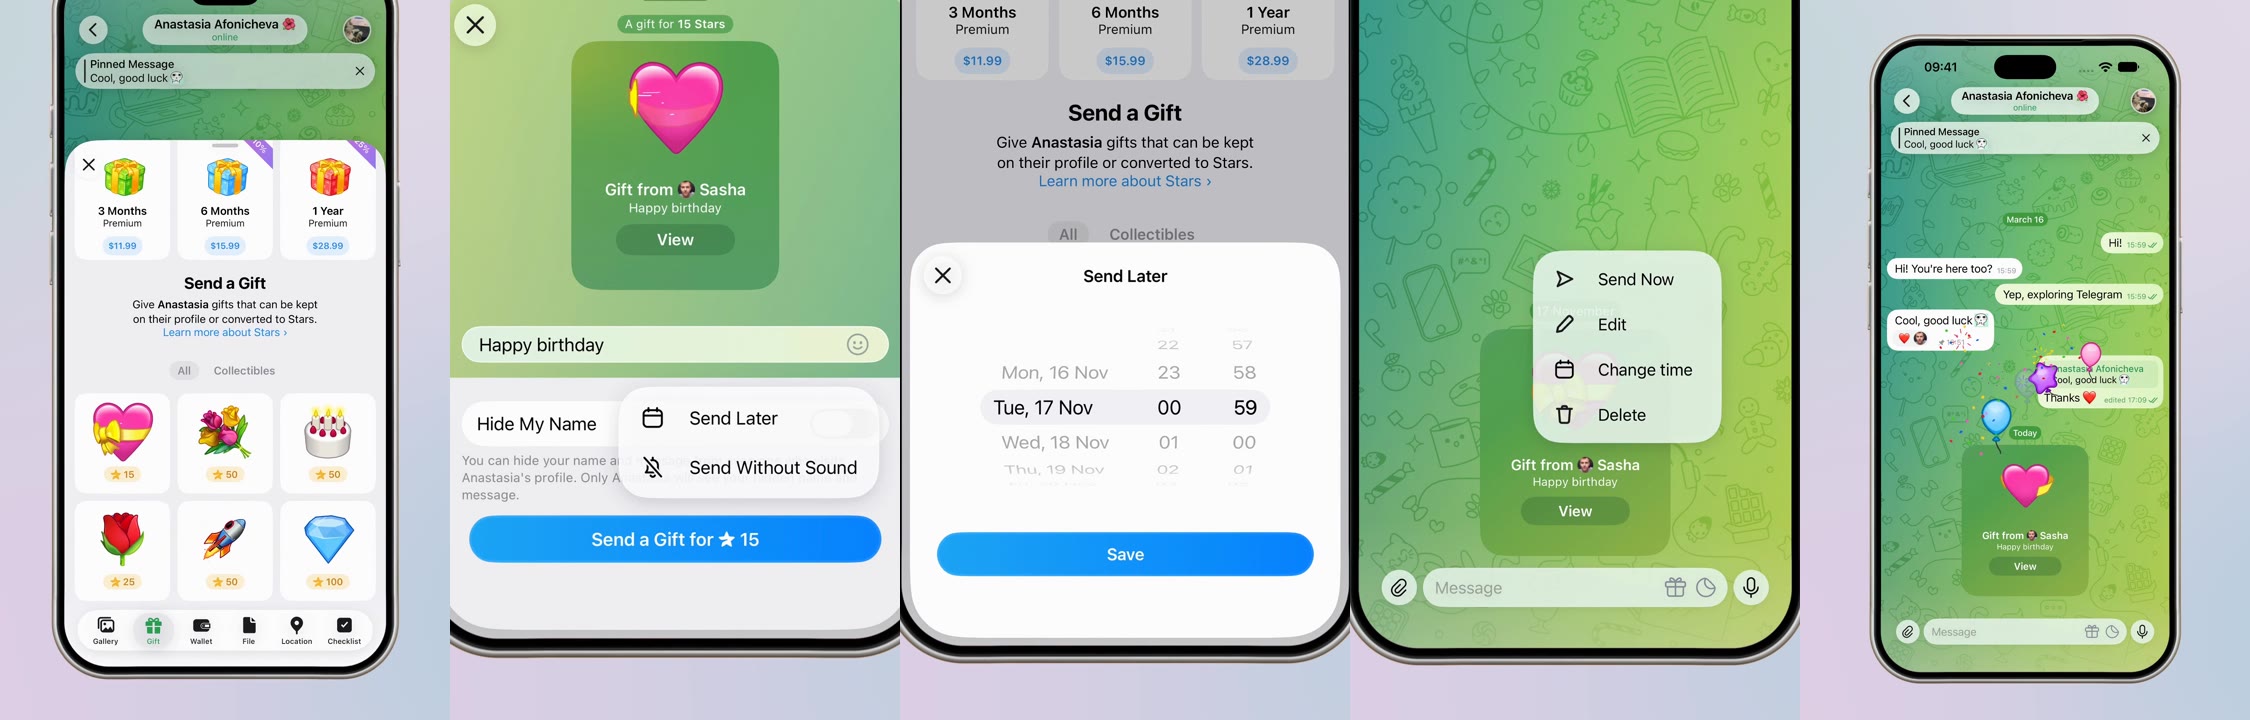 Anastasia Afonicheva
online
Pinned Message
Cool, good luck
3 Months
Premium
$11.99
6 Months
Premium
$15.99
1 Year
Premium
$28.99
Send a Gift
Give Anastasia gifts that can be kept
on their profile or converted to Stars.
Learn more about Stars ›
All
Collectibles
15
50
50
25
50
100
Gallery
Gift
Wallet
File
Location
Checklist
A gift for 15 Stars
Gift from Sasha
Happy birthday
View
Happy birthday
Hide My Name
Send Later
Send Without Sound
You can hide your name
Anastasia's profile. Only
message.
Send a Gift for 15
3 Months
Premium
$11.99
6 Months
Premium
$15.99
1 Year
Premium
$28.99
Send a Gift
Give Anastasia gifts that can be kept
on their profile or converted to Stars.
Learn more about Stars ›
All
Collectibles
Send Later
22 57
Mon, 16 Nov 23 58
Tue, 17 Nov 00 59
Wed, 18 Nov 01 00
Thu, 19 Nov 02 01
Save
17 November
Send Now
Edit
Change time
Delete
Gift from Sasha
Happy birthday
View
Message
09:41
Anastasia Afonicheva
online
Pinned Message
Cool, good luck
March 16
Hi! 15:59
Hi! You're here too? 15:59
Yep, exploring Telegram 15:59
Cool, good luck
Afonicheva
good luck
Thanks edited 17:09
Today
Gift from Sasha
Happy birthday
View
Message